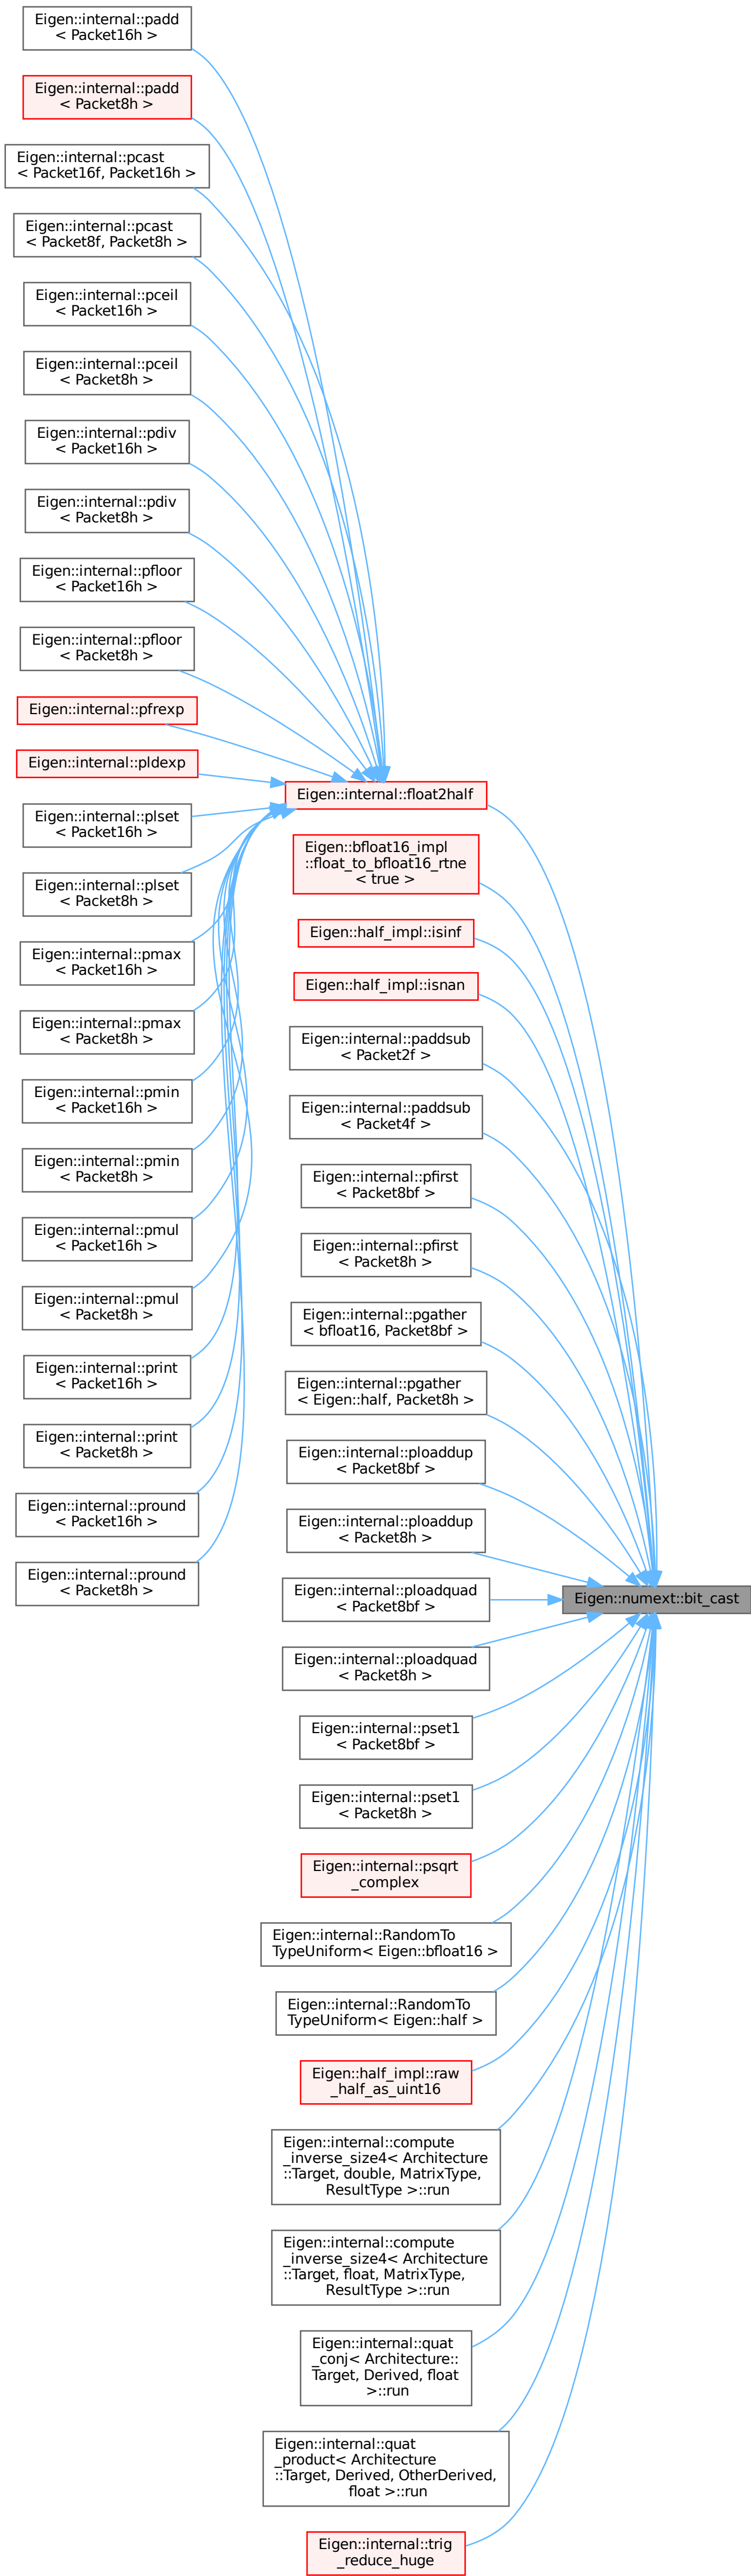 Eigen::internal::padd
< Packet16h >
Eigen::internal::padd
< Packet8h >
Eigen::internal::pcast
< Packet16f, Packet16h >
Eigen::internal::pcast
< Packet8f, Packet8h >
Eigen::internal::pceil
< Packet16h >
Eigen::internal::pceil
< Packet8h >
Eigen::internal::pdiv
< Packet16h >
Eigen::internal::pdiv
< Packet8h >
Eigen::internal::pfloor
< Packet16h >
Eigen::internal::pfloor
< Packet8h >
Eigen::internal::pfrexp
Eigen::internal::pldexp
Eigen::internal::plset
< Packet16h >
Eigen::internal::plset
< Packet8h >
Eigen::internal::pmax
< Packet16h >
Eigen::internal::pmax
< Packet8h >
Eigen::internal::pmin
< Packet16h >
Eigen::internal::pmin
< Packet8h >
Eigen::internal::pmul
< Packet16h >
Eigen::internal::pmul
< Packet8h >
Eigen::internal::print
< Packet16h >
Eigen::internal::print
< Packet8h >
Eigen::internal::pround
< Packet16h >
Eigen::internal::pround
< Packet8h >
Eigen::internal::float2half
Eigen::bfloat16_impl
::float_to_bfloat16_rtne
< true >
Eigen::half_impl::isinf
Eigen::half_impl::isnan
Eigen::internal::paddsub
< Packet2f >
Eigen::internal::paddsub
< Packet4f >
Eigen::internal::pfirst
< Packet8bf >
Eigen::internal::pfirst
< Packet8h >
Eigen::internal::pgather
< bfloat16, Packet8bf >
Eigen::internal::pgather
< Eigen::half, Packet8h >
Eigen::internal::ploaddup
< Packet8bf >
Eigen::internal::ploaddup
< Packet8h >
Eigen::internal::ploadquad
< Packet8bf >
Eigen::internal::ploadquad
< Packet8h >
Eigen::internal::pset1
< Packet8bf >
Eigen::internal::pset1
< Packet8h >
Eigen::internal::psqrt
_complex
Eigen::internal::RandomTo
TypeUniform< Eigen::bfloat16 >
Eigen::internal::RandomTo
TypeUniform< Eigen::half >
Eigen::half_impl::raw
_half_as_uint16
Eigen::internal::compute
_inverse_size4< Architecture
::Target, double, MatrixType,
ResultType >::run
Eigen::internal::compute
_inverse_size4< Architecture
::Target, float, MatrixType,
ResultType >::run
Eigen::internal::quat
_conj< Architecture::
Target, Derived, float
>::run
Eigen::internal::quat
_product< Architecture
::Target, Derived, OtherDerived,
float >::run
Eigen::internal::trig
_reduce_huge
Eigen::numext::bit_cast